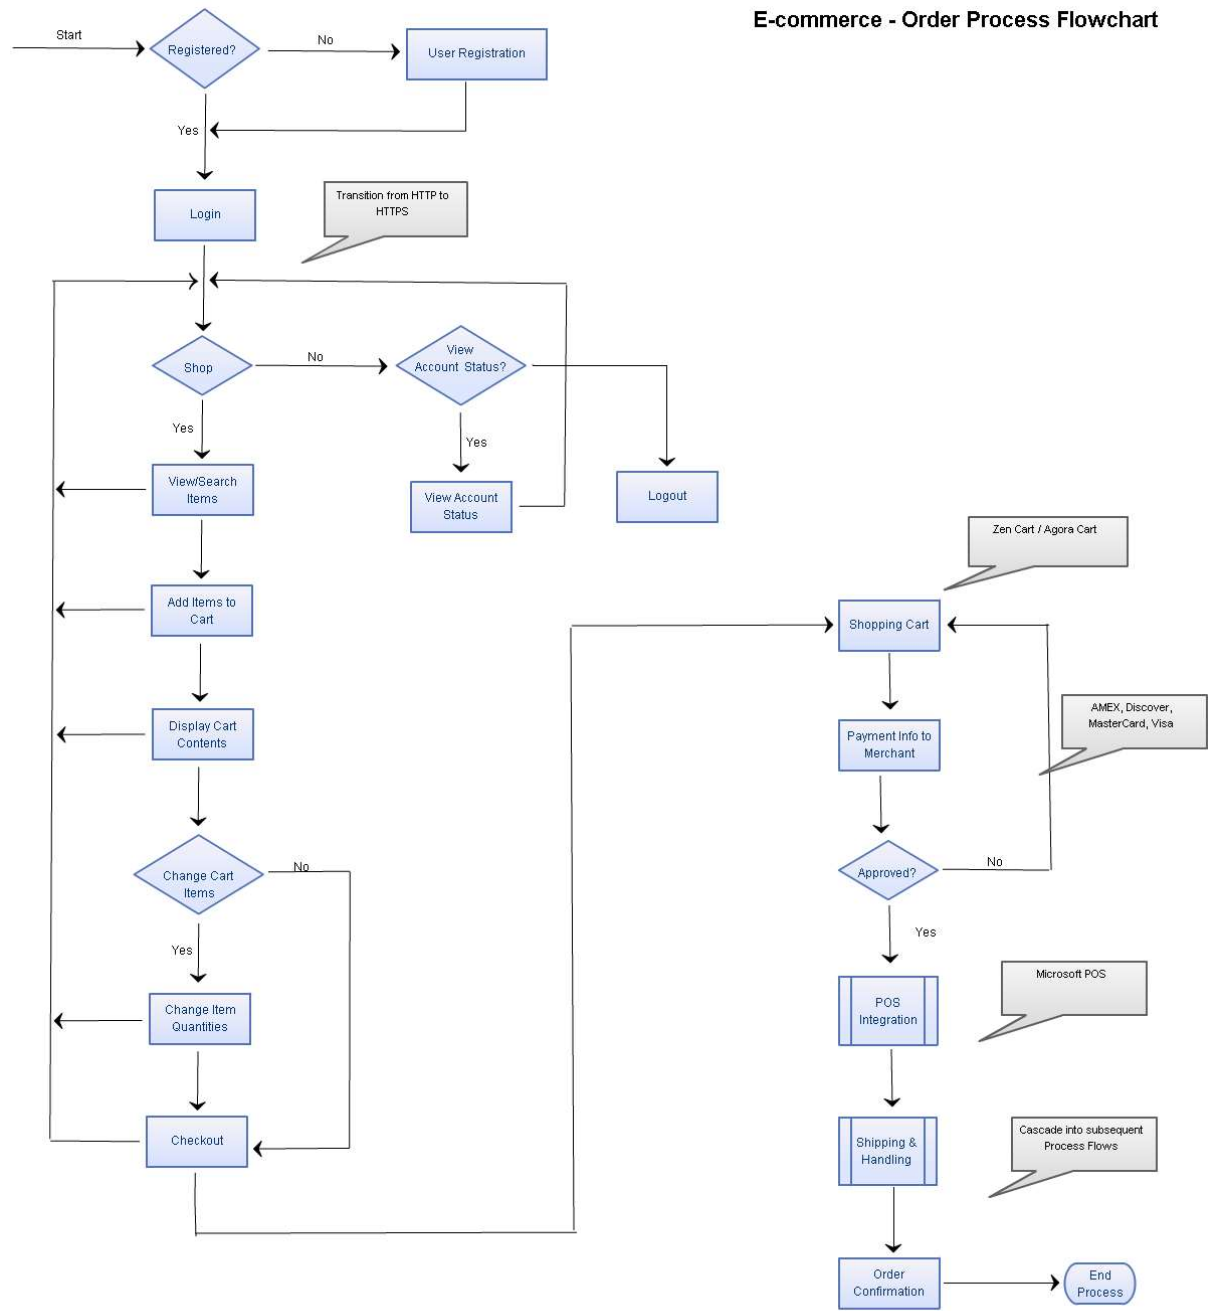 E-commerce - Order Process Flowchart
Start
Registered?
No
User Registration
Yes
Login
Transition from HTTP to
HTTPS
Shop
No
View
Account Status?
Yes
Yes
View/Search
Items
View Account
Status
Logout
Add Items to
Cart
Display Cart
Contents
Change Cart
Items
No
Yes
Change Item
Quantities
Checkout
Zen Cart / Agora Cart
Shopping Cart
AMEX, Discover,
MasterCard, Visa
Payment Info to
Merchant
Approved?
No
Yes
Microsoft POS
POS
Integration
Cascade into subsequent
Process Flows
Shipping &
Handling
Order
Confirmation
End
Process